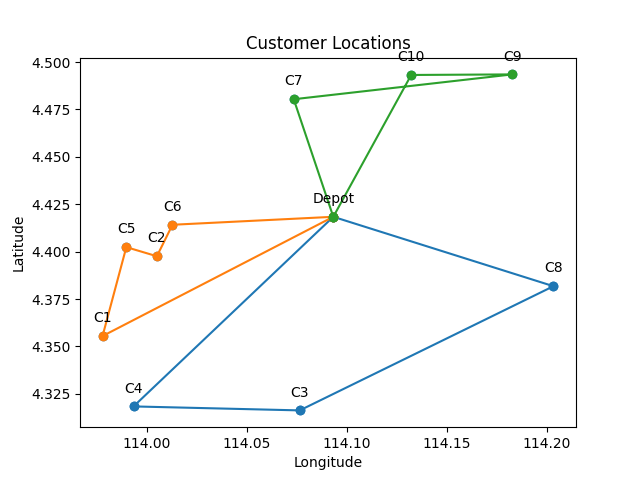 Customer Locations
4.500
4.475
4.450
4.425
4.400
4.375
4.350
4.325
Latitude
C10
C9
C7
Depot
C6
C5
C2
C8
C1
C4
C3
114.00
114.05
114.10
114.15
114.20
Longitude